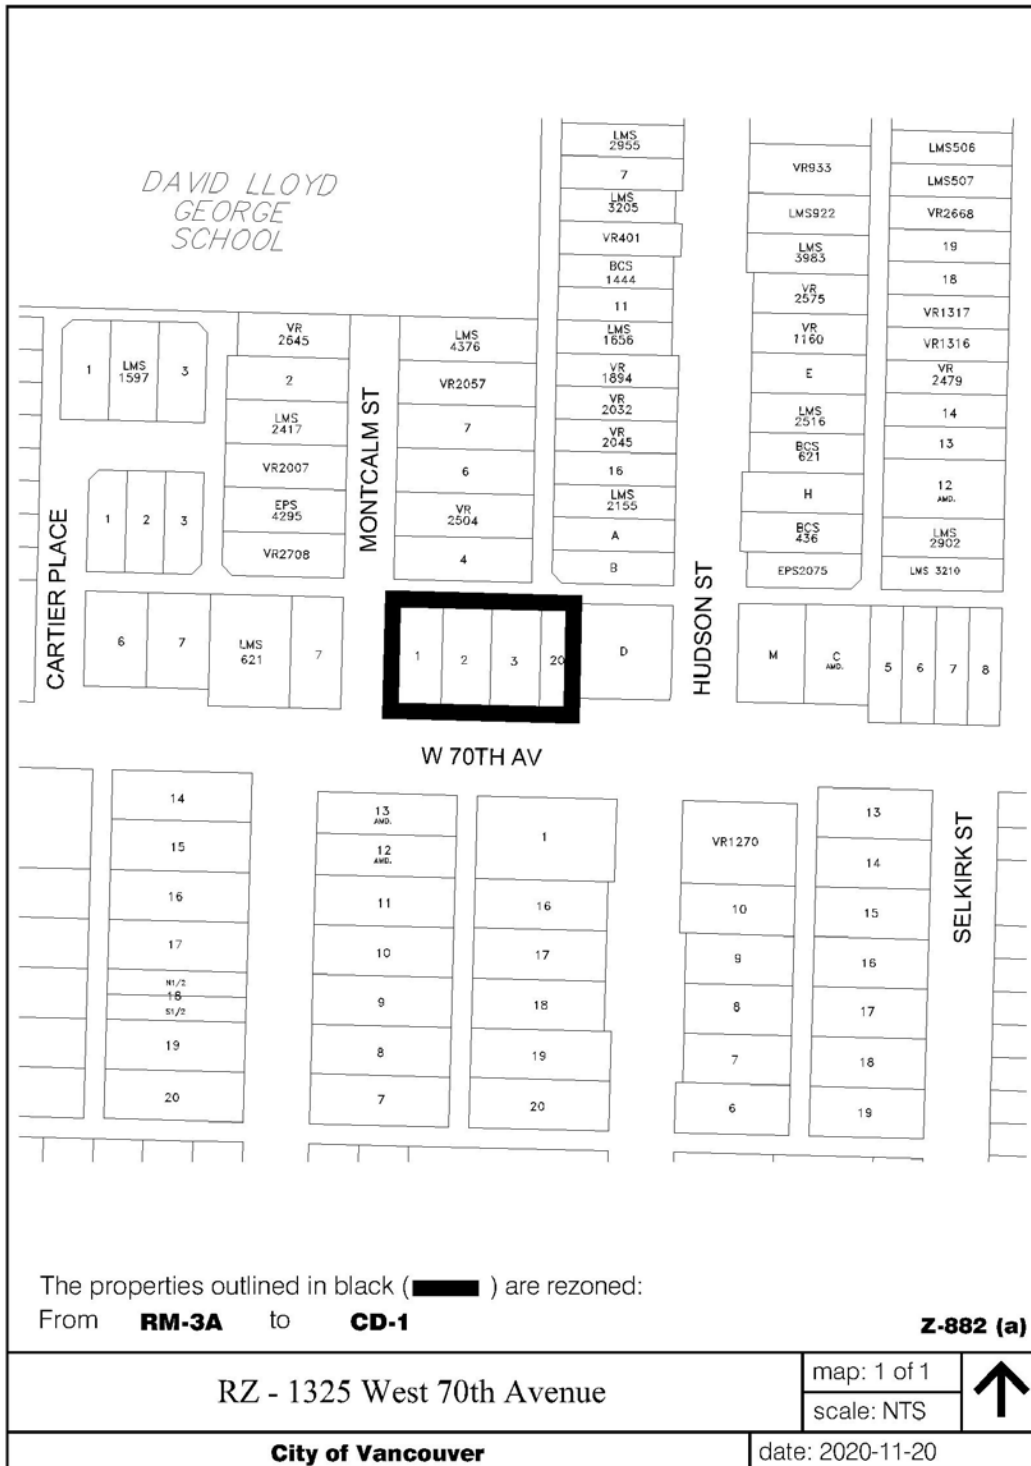 DAVID LLOYD
GEORGE
SCHOOL
LMS
2955
7
LMS
3205
VR401
BCS
1444
11
LMS
1656
VR
1894
VR
2032
VR
2045
16
LMS
2155
A
B
VR933
LMS922
LMS
3983
VR
2575
VR
1160
E
LMS
2516
BCS
621
H
BCS
436
EPS2075
LMS506
LMS507
VR2668
19
18
VR1317
VR1316
VR
2479
14
13
12
AMD.
LMS
2902
LMS 3210
1
LMS
1597
3
VR
2645
2
LMS
2417
VR2007
EPS
4295
VR2708
MONTCALM ST
LMS
4376
VR2057
7
6
VR
2504
4
1
2
3
CARTIER PLACE
HUDSON ST
6
7
LMS
621
7
1
2
3
20
D
M
C
AMD.
5
6
7
8
W 70TH AV
14
15
16
17
N1/2
18
S1/2
19
20
13
AMD.
12
AMD.
11
10
9
8
7
1
16
17
18
19
20
VR1270
10
9
8
7
6
13
14
15
16
17
18
19
SELKIRK ST
The properties outlined in black ( ) are rezoned:
From RM-3A to CD-1
Z-882 (a)
RZ - 1325 West 70th Avenue
map: 1 of 1
scale: NTS
City of Vancouver
date: 2020-11-20